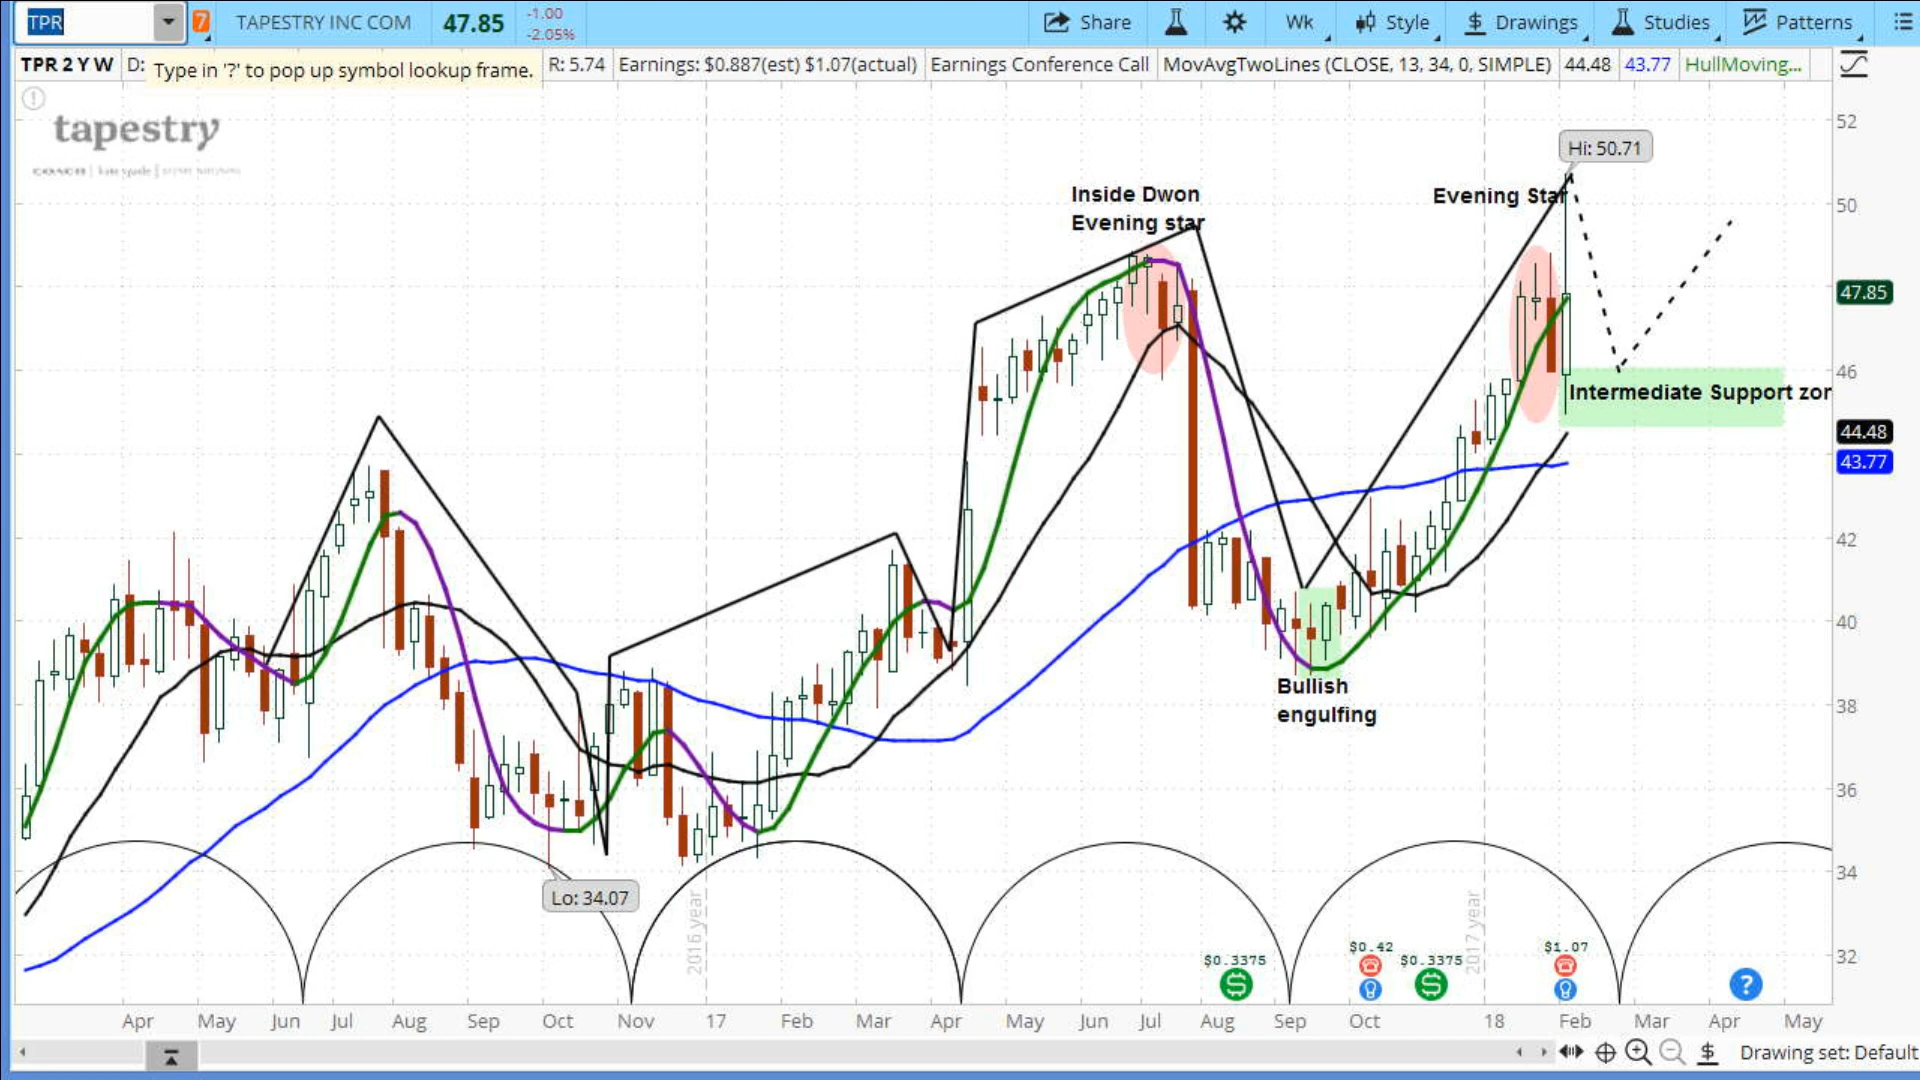 TPR
7
TAPESTRY INC COM
47.85
-1.00
-2.05%
Share
Wk
Style
$ Drawings
Studies
Patterns
TPR 2 Y W
D:
Type in '?' to pop up symbol lookup frame.
R: 5.74
Earnings: $0.887(est) $1.07(actual)
Earnings Conference Call
MovAvgTwoLines (CLOSE, 13, 34, 0, SIMPLE)
44.48
43.77
HullMoving...
tapestry
COACH | kate spade |
Hi: 50.71
Inside Dwon
Evening star
Evening Star
Intermediate Support zon
Bullish
engulfing
Lo: 34.07
52
50
47.85
46
44.48
43.77
42
40
38
36
34
32
2016 year
2017 year
$0.3375
$0.42
$0.3375
$1.07
$
$
?
Apr
May
Jun
Jul
Aug
Sep
Oct
Nov
17
Feb
Mar
Apr
May
Jun
Jul
Aug
Sep
Oct
18
Feb
Mar
Apr
May
$
Drawing set: Default